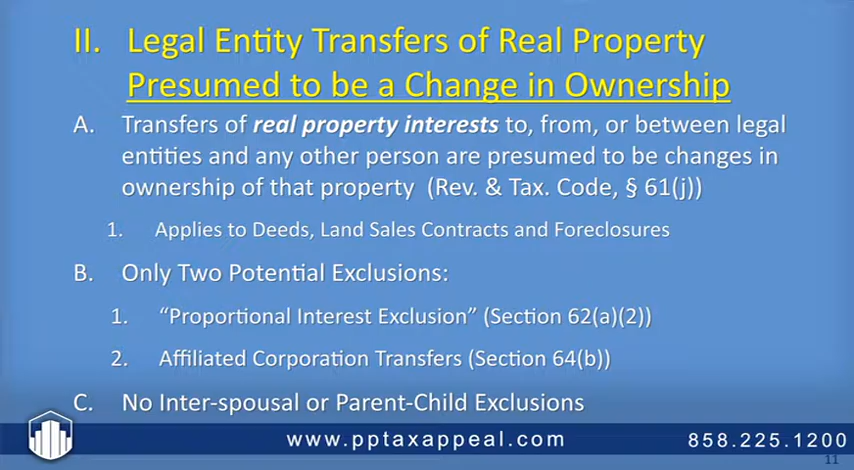 II. Legal Entity Transfers of Real Property
Presumed to be a Change in Ownership
A. Transfers of real property interests to, from, or between legal
entities and any other person are presumed to be changes in
ownership of that property (Rev. & Tax. Code, § 61(j))
1. Applies to Deeds, Land Sales Contracts and Foreclosures
B. Only Two Potential Exclusions:
1. “Proportional Interest Exclusion” (Section 62(a)(2))
2. Affiliated Corporation Transfers (Section 64(b))
C. No Inter-spousal or Parent-Child Exclusions
www.pptaxappeal.com
858.225.1200
11